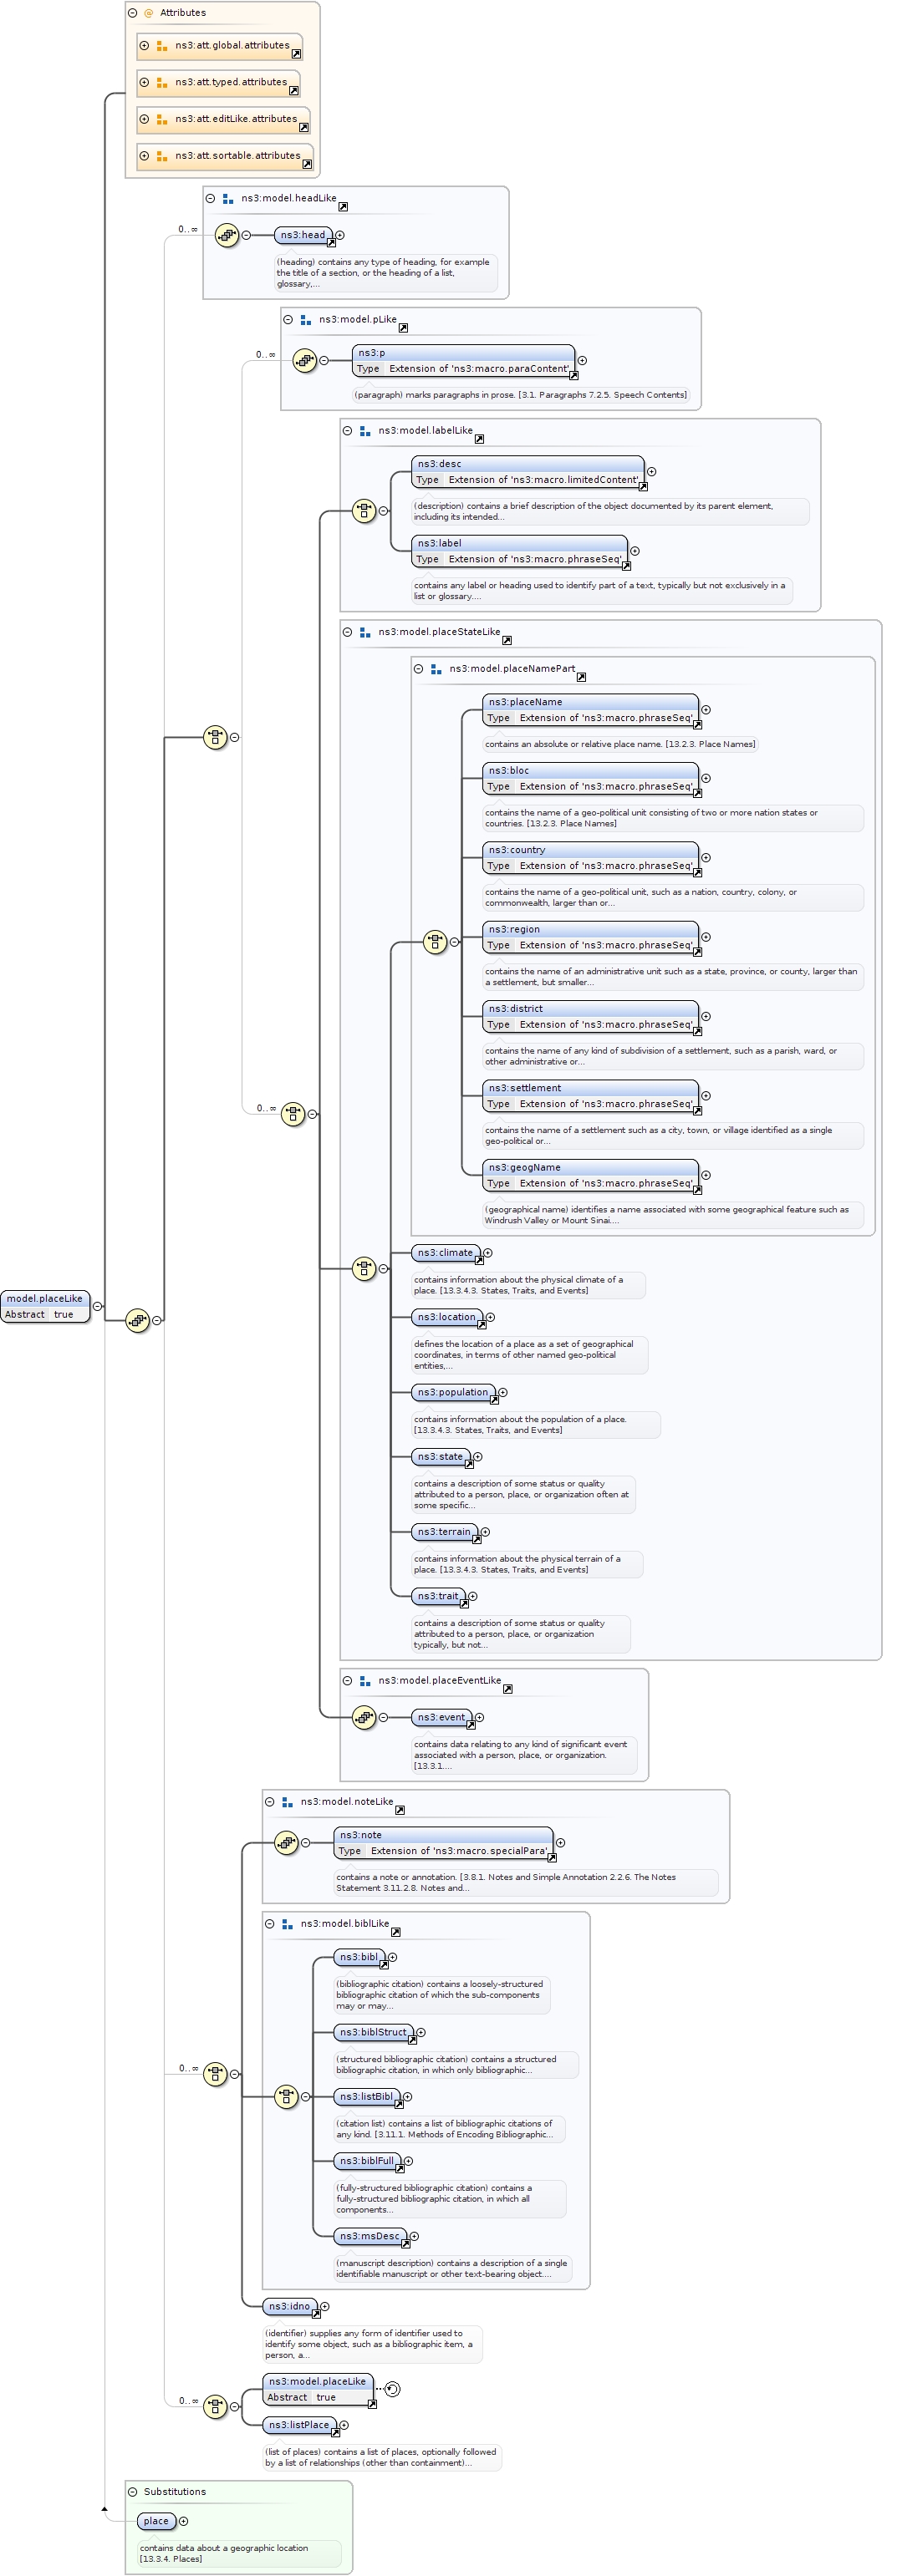 Attributes
ns3:att.global.attributes
ns3:att.typed.attributes
ns3:att.editLike.attributes
ns3:att.sortable.attributes
ns3:model.headLike
0..∞
ns3:head
(heading) contains any type of heading, for example
the title of a section, or the heading of a list,
glossary,...
ns3:model.pLike
0..∞
ns3:p
Type Extension of 'ns3:macro.paraContent'
(paragraph) marks paragraphs in prose. [3.1. Paragraphs 7.2.5. Speech Contents]
ns3:model.labelLike
ns3:desc
Type Extension of 'ns3:macro.limitedContent'
(description) contains a brief description of the object documented by its parent element,
including its intended...
ns3:label
Type Extension of 'ns3:macro.phraseSeq'
contains any label or heading used to identify part of a text, typically but not exclusively in a
list or glossary....
ns3:model.placeStateLike
ns3:model.placeNamePart
ns3:placeName
Type Extension of 'ns3:macro.phraseSeq'
contains an absolute or relative place name. [13.2.3. Place Names]
ns3:bloc
Type Extension of 'ns3:macro.phraseSeq'
contains the name of a geo-political unit consisting of two or more nation states or
countries. [13.2.3. Place Names]
ns3:country
Type Extension of 'ns3:macro.phraseSeq'
contains the name of a geo-political unit, such as a nation, country, colony, or
commonwealth, larger than or...
ns3:region
Type Extension of 'ns3:macro.phraseSeq'
contains the name of an administrative unit such as a state, province, or county, larger than
a settlement, but smaller...
ns3:district
Type Extension of 'ns3:macro.phraseSeq'
contains the name of any kind of subdivision of a settlement, such as a parish, ward, or
other administrative or...
ns3:settlement
Type Extension of 'ns3:macro.phraseSeq'
contains the name of a settlement such as a city, town, or village identified as a single
geo-political or...
0..∞
ns3:geogName
Type Extension of 'ns3:macro.phraseSeq'
(geographical name) identifies a name associated with some geographical feature such as
Windrush Valley or Mount Sinai....
ns3:climate
contains information about the physical climate of a
place. [13.3.4.3. States, Traits, and Events]
model.placeLike
Abstract true
ns3:location
defines the location of a place as a set of geographical
coordinates, in terms of other named geo-political
entities,...
ns3:population
contains information about the population of a place.
[13.3.4.3. States, Traits, and Events]
ns3:state
contains a description of some status or quality
attributed to a person, place, or organization often at
some specific...
ns3:terrain
contains information about the physical terrain of a
place. [13.3.4.3. States, Traits, and Events]
ns3:trait
contains a description of some status or quality
attributed to a person, place, or organization
typically, but not...
ns3:model.placeEventLike
ns3:event
contains data relating to any kind of significant event
associated with a person, place, or organization.
[13.3.1....
ns3:model.noteLike
ns3:note
Type Extension of 'ns3:macro.specialPara'
contains a note or annotation. [3.8.1. Notes and Simple Annotation 2.2.6. The Notes
Statement 3.11.2.8. Notes and...
ns3:model.biblLike
ns3:bibl
(bibliographic citation) contains a loosely-structured
bibliographic citation of which the sub-components
may or may...
ns3:biblStruct
(structured bibliographic citation) contains a structured
bibliographic citation, in which only bibliographic...
0..∞
ns3:listBibl
(citation list) contains a list of bibliographic citations of
any kind. [3.11.1. Methods of Encoding Bibliographic...
ns3:biblFull
(fully-structured bibliographic citation) contains a
fully-structured bibliographic citation, in which all
components...
ns3:msDesc
(manuscript description) contains a description of a single
identifiable manuscript or other text-bearing object....
ns3:idno
(identifier) supplies any form of identifier used to
identify some object, such as a bibliographic item, a
person, a...
0..∞
ns3:model.placeLike
Abstract true
ns3:listPlace
(list of places) contains a list of places, optionally followed
by a list of relationships (other than containment)...
Substitutions
place
contains data about a geographic location
[13.3.4. Places]